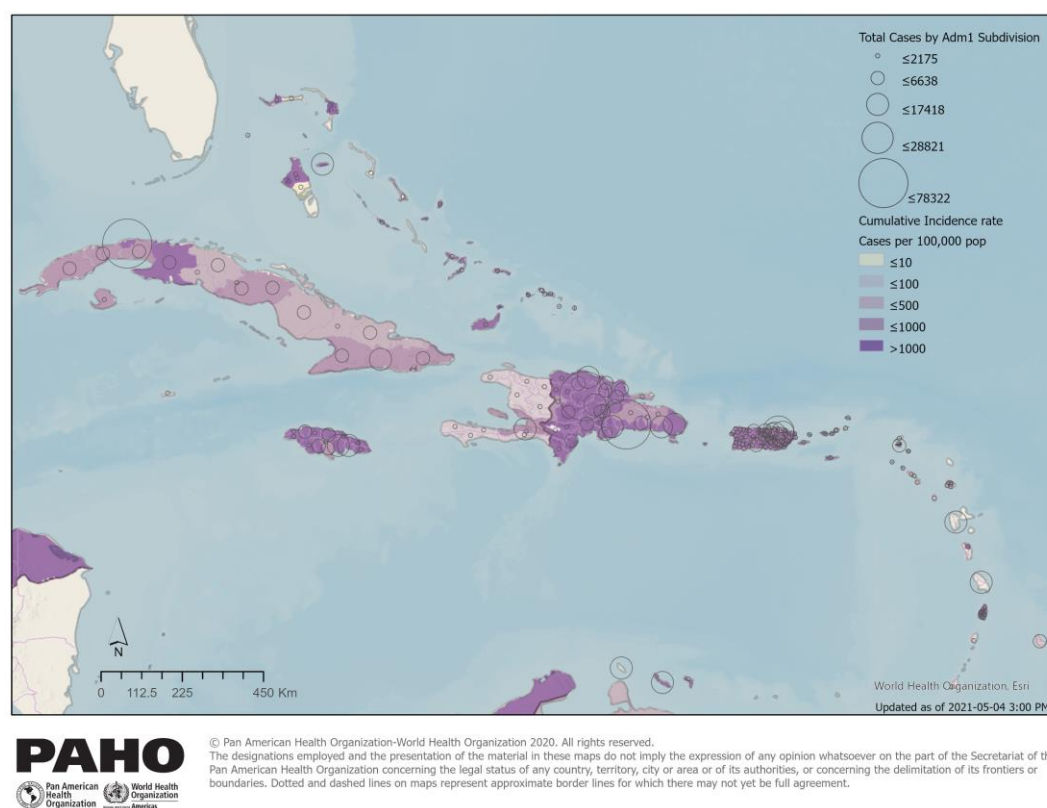 Total Cases by Adm1 Subdivision
≤2175
≤6638
≤17418
≤28821
≤78322
Cumulative Incidence rate
Cases per 100,000 pop
≤10
≤100
≤500
≤1000
>1000
N
0 112.5 225 450 Km
World Health Organization, Esri
Updated as of 2021-05-04 3:00 PM
PAHO
Pan American
Health
Organization
World Health
Organization
Americas
© Pan American Health Organization-World Health Organization 2020. All rights reserved.
The designations employed and the presentation of the material in these maps do not imply the expression of any opinion whatsoever on the part of the Secretariat of
Pan American Health Organization concerning the legal status of any country, territory, city or area or of its authorities, or concerning the delimitation of its frontiers or
boundaries. Dotted and dashed lines on maps represent approximate border lines for which there may not yet be full agreement.